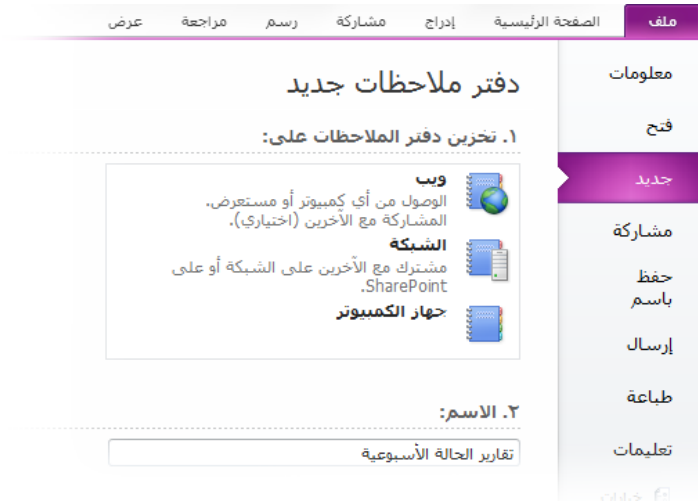 ملف الصفحة الرئيسية إدراج مشاركة رسم مراجعة عرض
معلومات
فتح
جديد
مشاركة
حفظ
باسم
إرسال
طباعة
تعليمات
خيارات
دفتر ملاحظات جديد
١. تخزين دفتر الملاحظات على:
ويب
الوصول من أي كمبيوتر أو مستعرض.
المشاركة مع الآخرين (اختياري).
الشبكة
مشترك مع الآخرين على الشبكة أو على
SharePoint.
جهاز الكمبيوتر
٢. الاسم:
تقارير الحالة الأسبوعية